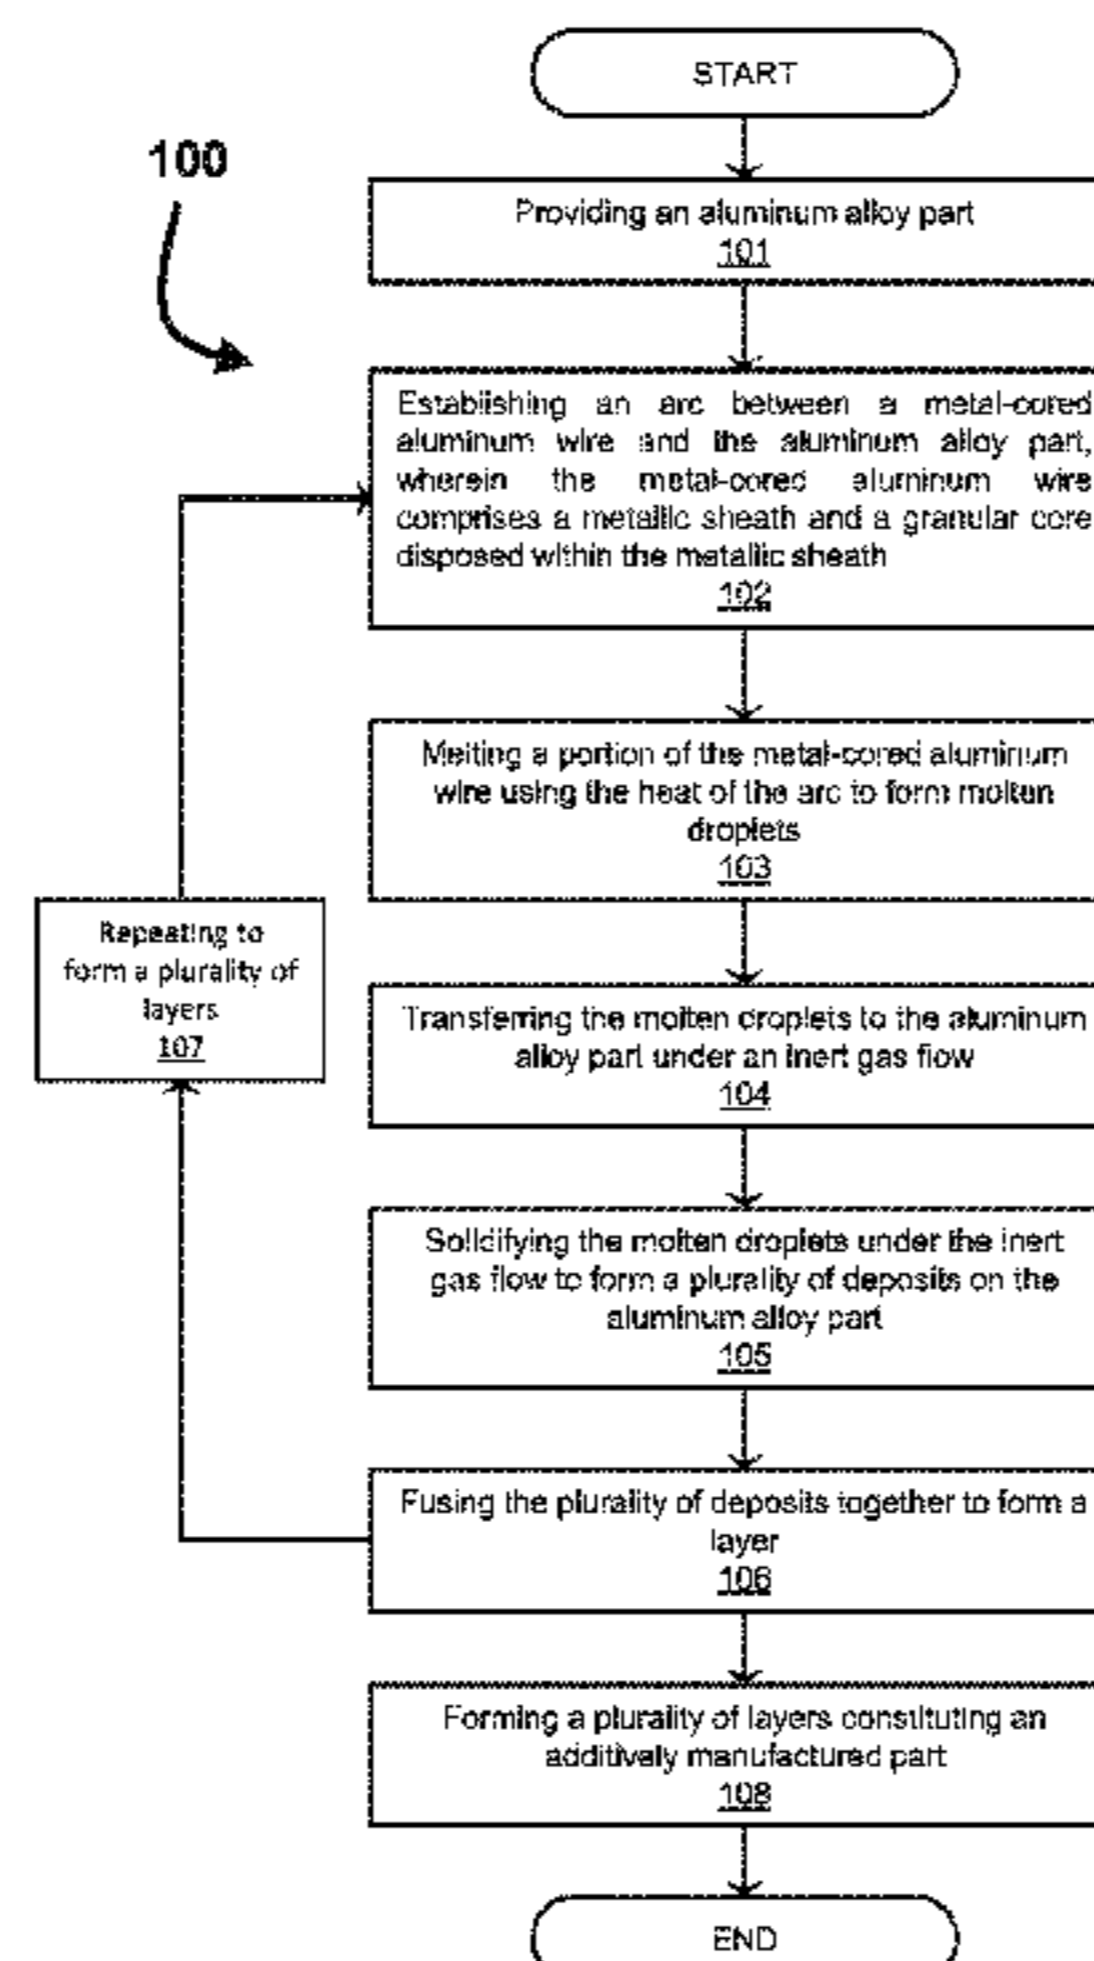 START
100
Providing an aluminum alloy part
101
Establishing an arc between a metal-cored
aluminum wire and the aluminum alloy part,
wherein the metal-cored aluminum wire
comprises a metallic sheath and a granular core
disposed within the metallic sheath
102
Melting a portion of the metal-cored aluminum
wire using the heat of the arc to form molten
droplets
103
Repeating to
form a plurality of
layers
107
Transferring the molten droplets to the aluminum
alloy part under an inert gas flow
104
Solidifying the molten droplets under the inert
gas flow to form a plurality of deposits on the
aluminum alloy part
105
Fusing the plurality of deposits together to form a
layer
106
Forming a plurality of layers constituting an
additively manufactured part
108
END